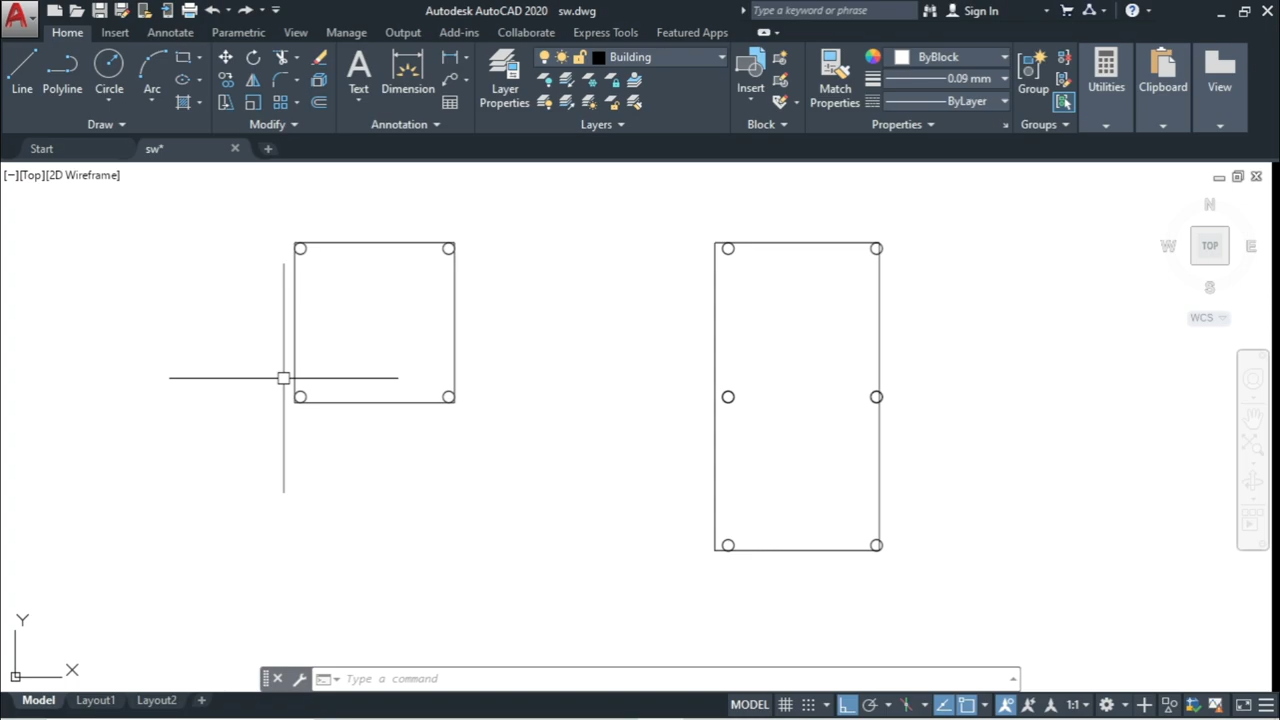 Autodesk AutoCAD 2020 sw.dwg
Type a keyword or phrase
Sign In
Home Insert Annotate Parametric View Manage Output Add-ins Collaborate Express Tools Featured Apps
Line Polyline Circle Arc
Draw
Modify
Text Dimension
Annotation
Layer Properties
Building
Layers
Insert
Block
Match Properties
ByBlock
0.09 mm
ByLayer
Properties
Group
Groups
Utilities
Clipboard
View
Start sw*
[−][Top][2D Wireframe]
N
W TOP E
S
WCS
Y
X
Type a command
Model Layout1 Layout2
MODEL
1:1